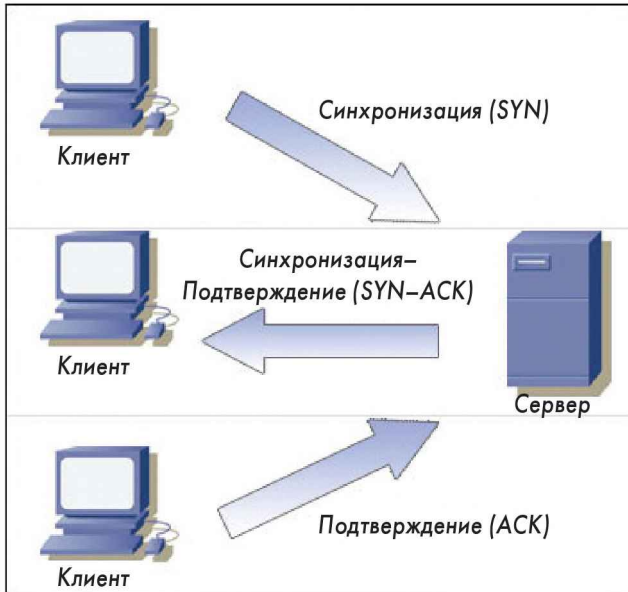 Синхронизация (SYN)
Клиент
Синхронизация–
Подтверждение (SYN–ACK)
Клиент
Сервер
Подтверждение (ACK)
Клиент